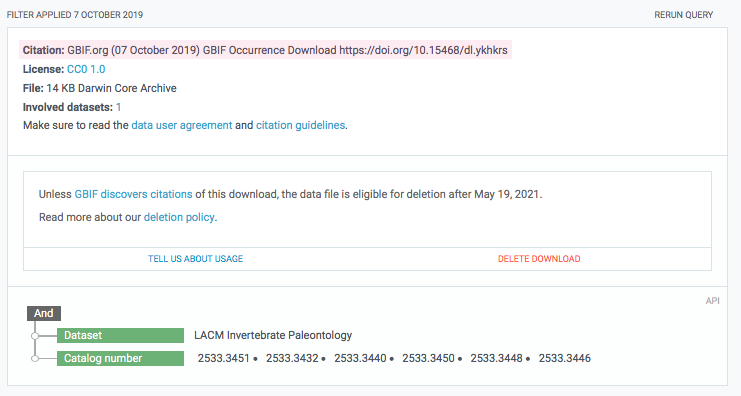 FILTER APPLIED 7 OCTOBER 2019 RERUN QUERY
Citation: GBIF.org (07 October 2019) GBIF Occurrence Download https://doi.org/10.15468/dl.ykhkrs
License: CC0 1.0
File: 14 KB Darwin Core Archive
Involved datasets: 1
Make sure to read the data user agreement and citation guidelines.
Unless GBIF discovers citations of this download, the data file is eligible for deletion after May 19, 2021.
Read more about our deletion policy.
TELL US ABOUT USAGE DELETE DOWNLOAD
API
And
Dataset LACM Invertebrate Paleontology
Catalog number 2533.3451 • 2533.3432 • 2533.3440 • 2533.3450 • 2533.3448 • 2533.3446